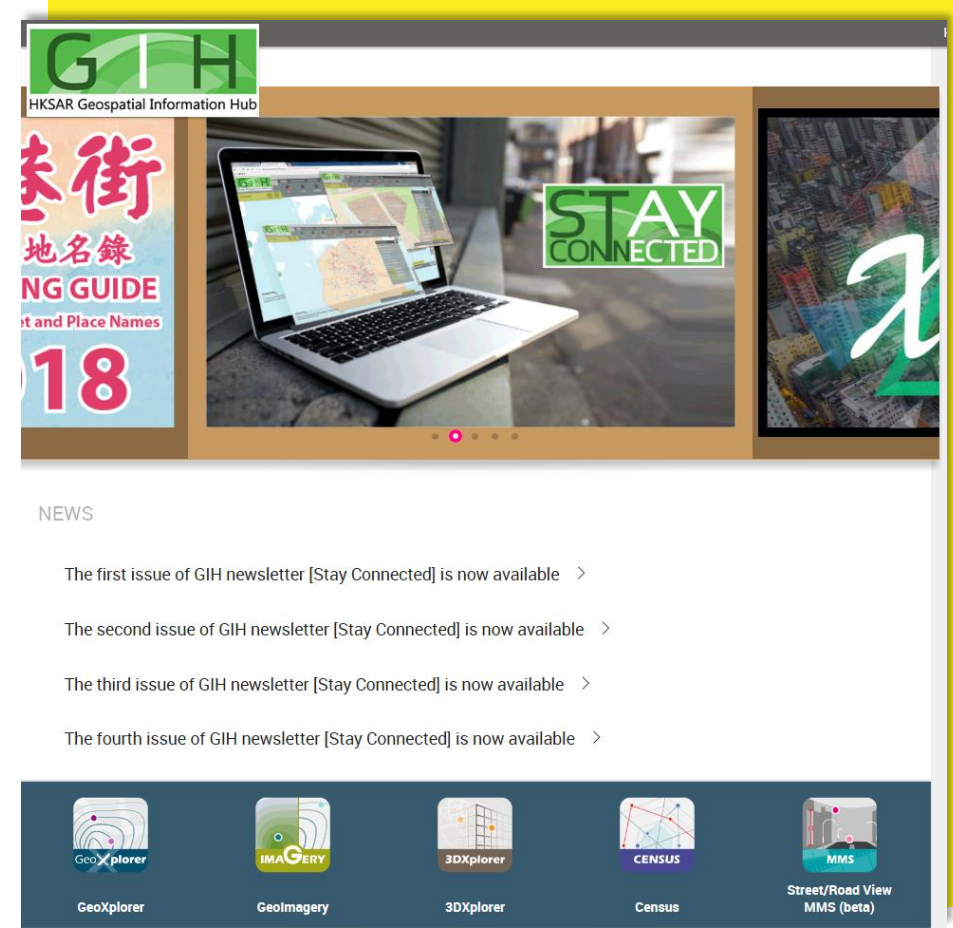 GIH
HKSAR Geospatial Information Hub
街
地名錄
NG GUIDE
et and Place Names
18
STAY
CONNECTED
NEWS
The first issue of GIH newsletter [Stay Connected] is now available >
The second issue of GIH newsletter [Stay Connected] is now available >
The third issue of GIH newsletter [Stay Connected] is now available >
The fourth issue of GIH newsletter [Stay Connected] is now available >
GeoXplorer
IMAGERY
3DXplorer
CENSUS
MMS
GeoXplorer
GeoImagery
3DXplorer
Census
Street/Road View
MMS (beta)